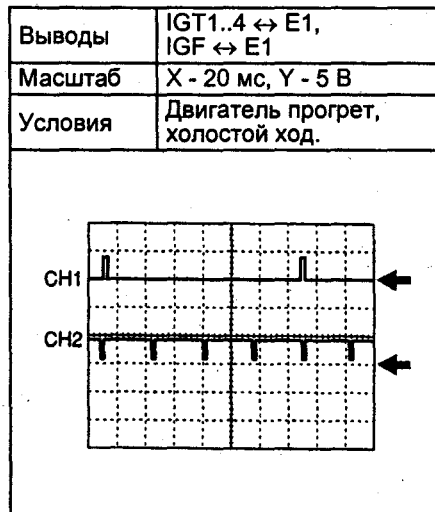 Выводы
IGT1..4 ↔ E1,
IGF ↔ E1
Масштаб
X - 20 мс, Y - 5 В
Условия
Двигатель прогрет,
холостой ход.
CH1
CH2